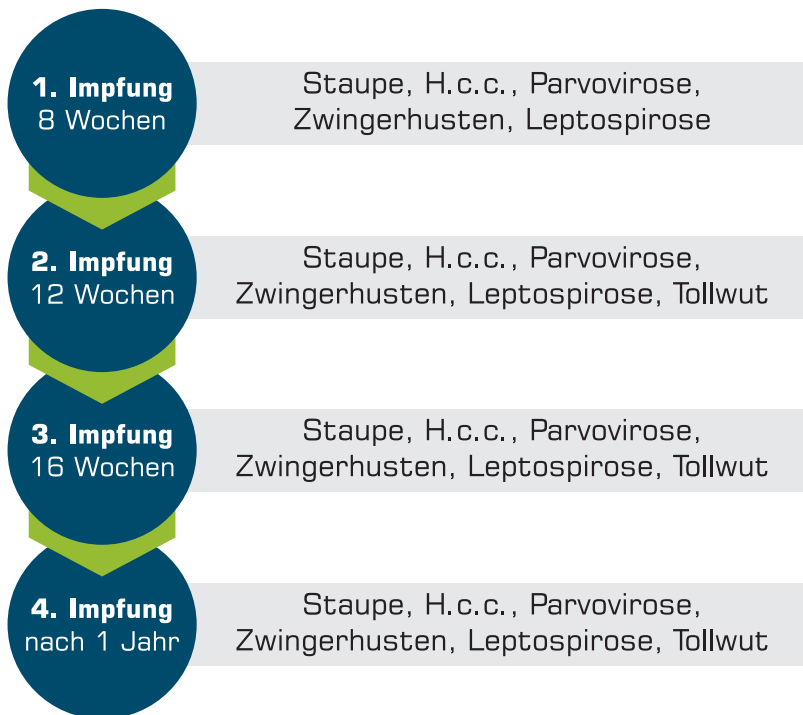 1. Impfung
8 Wochen
Staupe, H.c.c., Parvovirose,
Zwingerhusten, Leptospirose
2. Impfung
12 Wochen
Staupe, H.c.c., Parvovirose,
Zwingerhusten, Leptospirose, Tollwut
3. Impfung
16 Wochen
Staupe, H.c.c., Parvovirose,
Zwingerhusten, Leptospirose, Tollwut
4. Impfung
nach 1 Jahr
Staupe, H.c.c., Parvovirose,
Zwingerhusten, Leptospirose, Tollwut